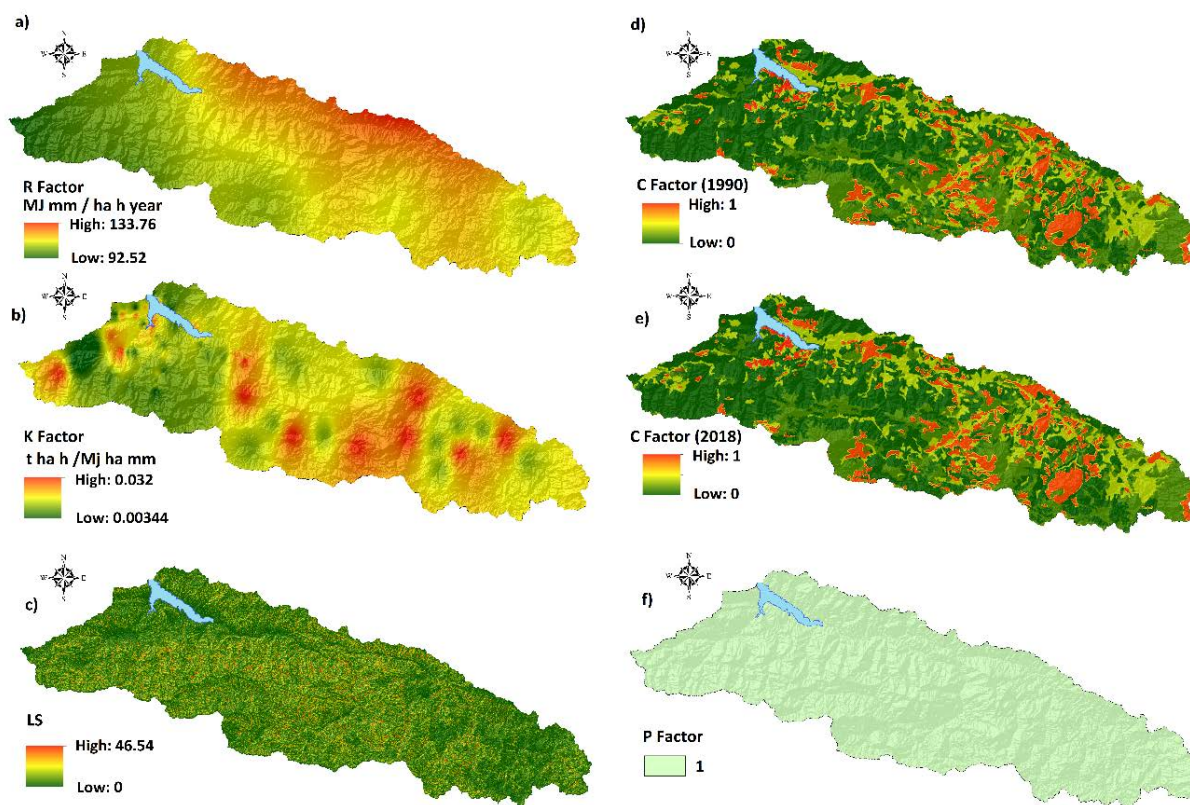 a)
N
W E
S
R Factor
MJ mm / ha h year
High: 133.76
Low: 92.52
b)
N
W E
S
K Factor
t ha h /Mj ha mm
High: 0.032
Low: 0.00344
c)
N
W E
S
LS
High: 46.54
Low: 0
d)
N
W E
S
C Factor (1990)
High: 1
Low: 0
e)
N
W E
S
C Factor (2018)
High: 1
Low: 0
f)
N
W E
S
P Factor
1